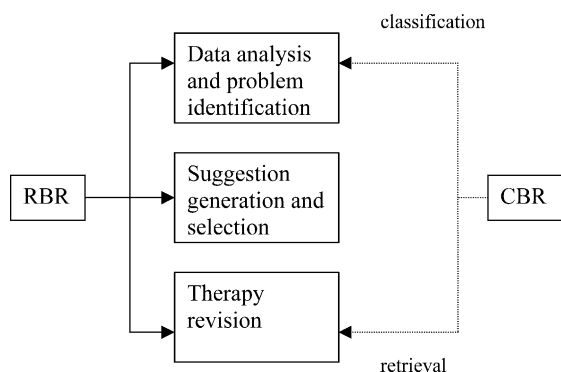 classification
Data analysis
and problem
identification
RBR
Suggestion
generation and
selection
CBR
Therapy
revision
retrieval